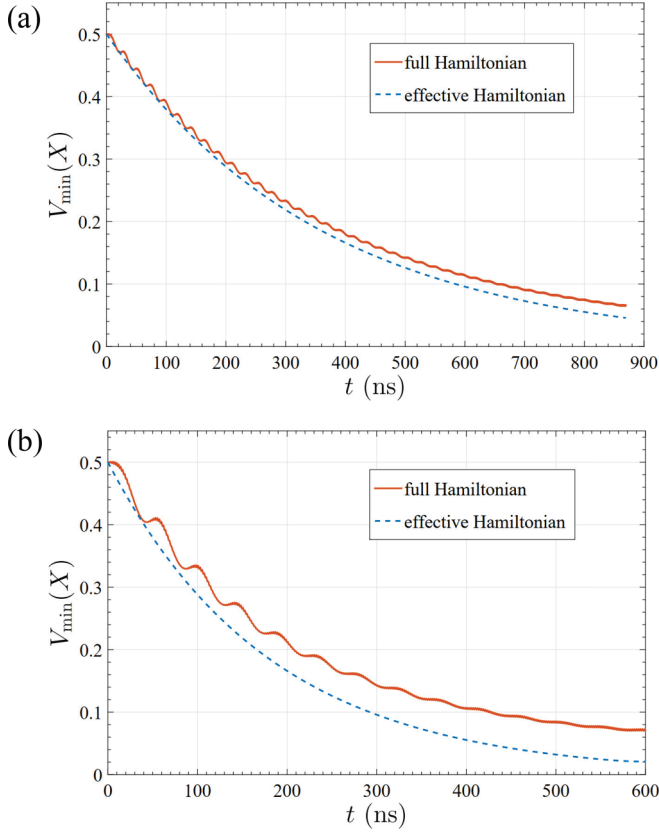 (a)
0.5
0.4
0.3
0.2
0.1
0
V_min(X)
full Hamiltonian
effective Hamiltonian
0 100 200 300 400 500 600 700 800 900
t (ns)
(b)
0.5
0.4
0.3
0.2
0.1
0
V_min(X)
full Hamiltonian
effective Hamiltonian
0 100 200 300 400 500 600
t (ns)